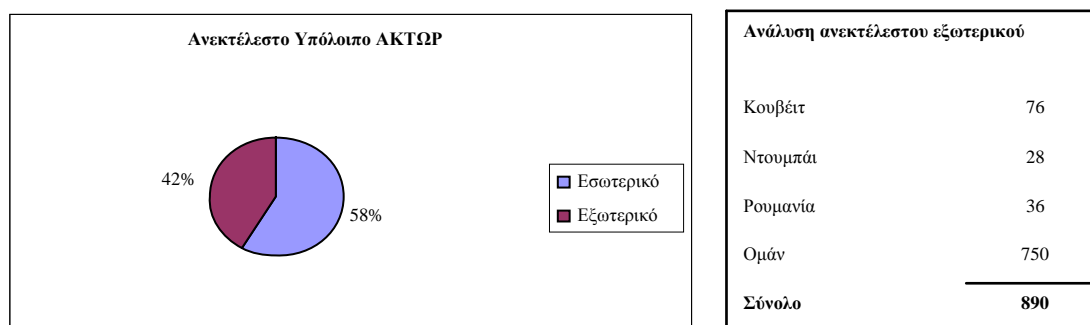 Ανεκτέλεστο Υπόλοιπο ΑΚΤΩΡ
42%
58%
Εσωτερικό
Εξωτερικό
Ανάλυση ανεκτέλεστου εξωτερικού
Κουβέιτ 76
Ντουμπάι 28
Ρουμανία 36
Ομάν 750
Σύνολο 890